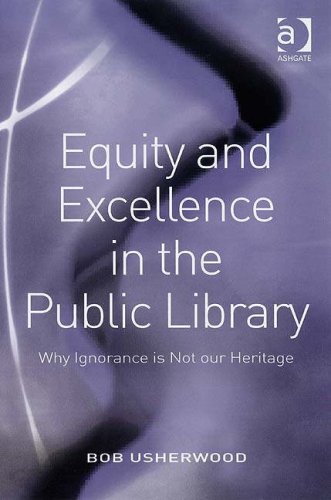 a
ASHGATE
Equity and
Excellence
in the
Public Library
Why Ignorance is Not our Heritage
BOB USHERWOOD